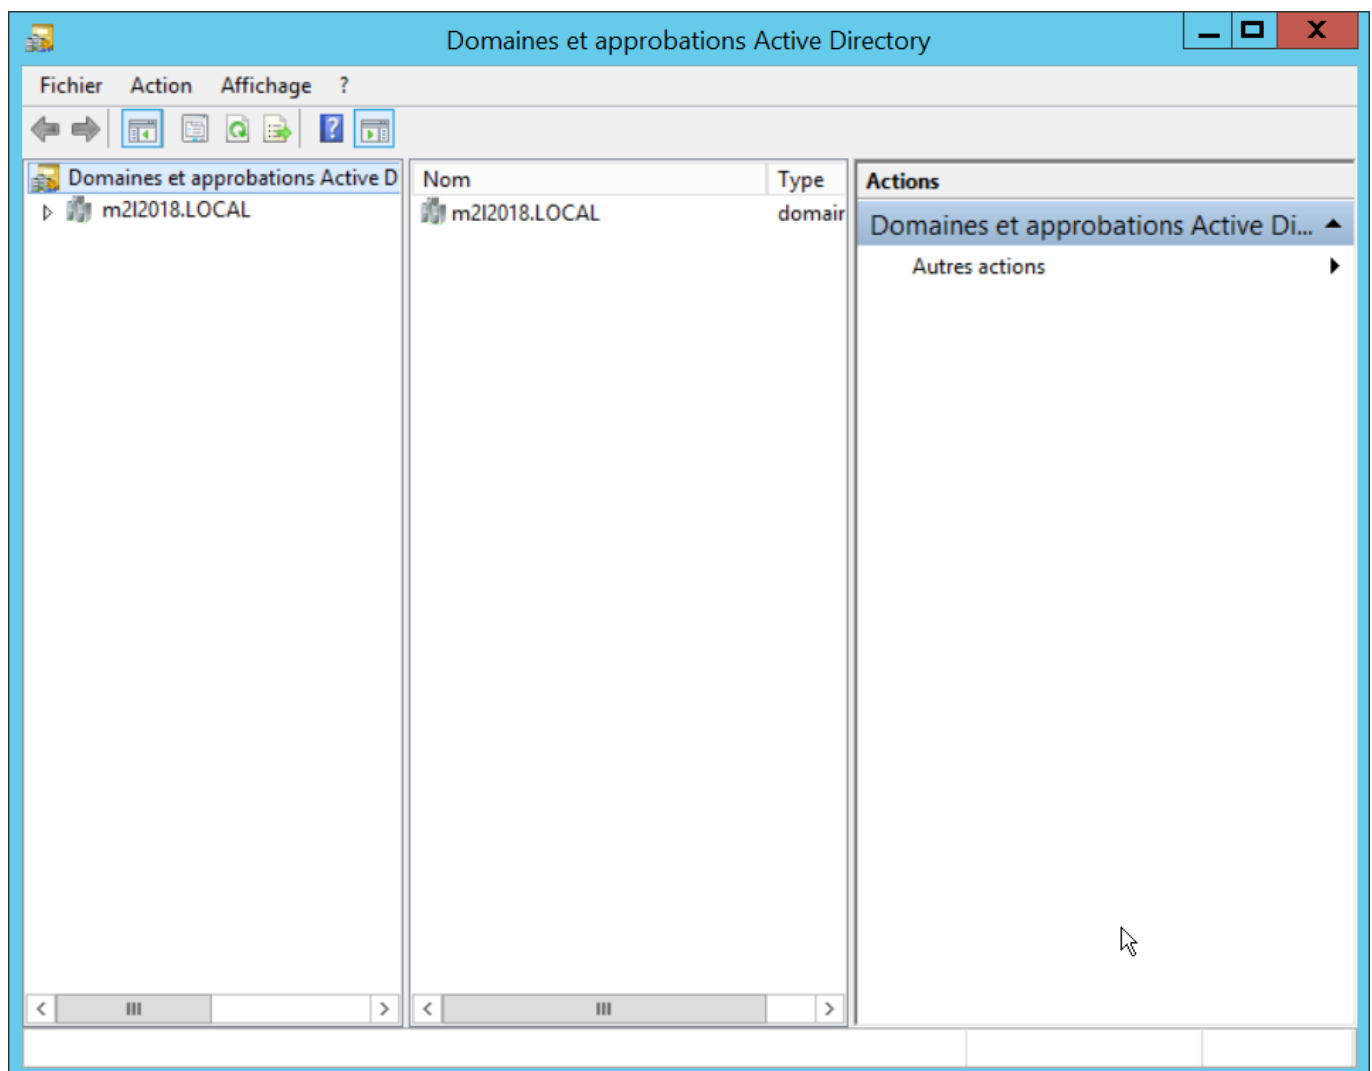 Domaines et approbations Active Directory
Fichier Action Affichage ?
Domaines et approbations Active D
m2I2018.LOCAL
Nom Type
m2I2018.LOCAL domair
Actions
Domaines et approbations Active Di...
Autres actions